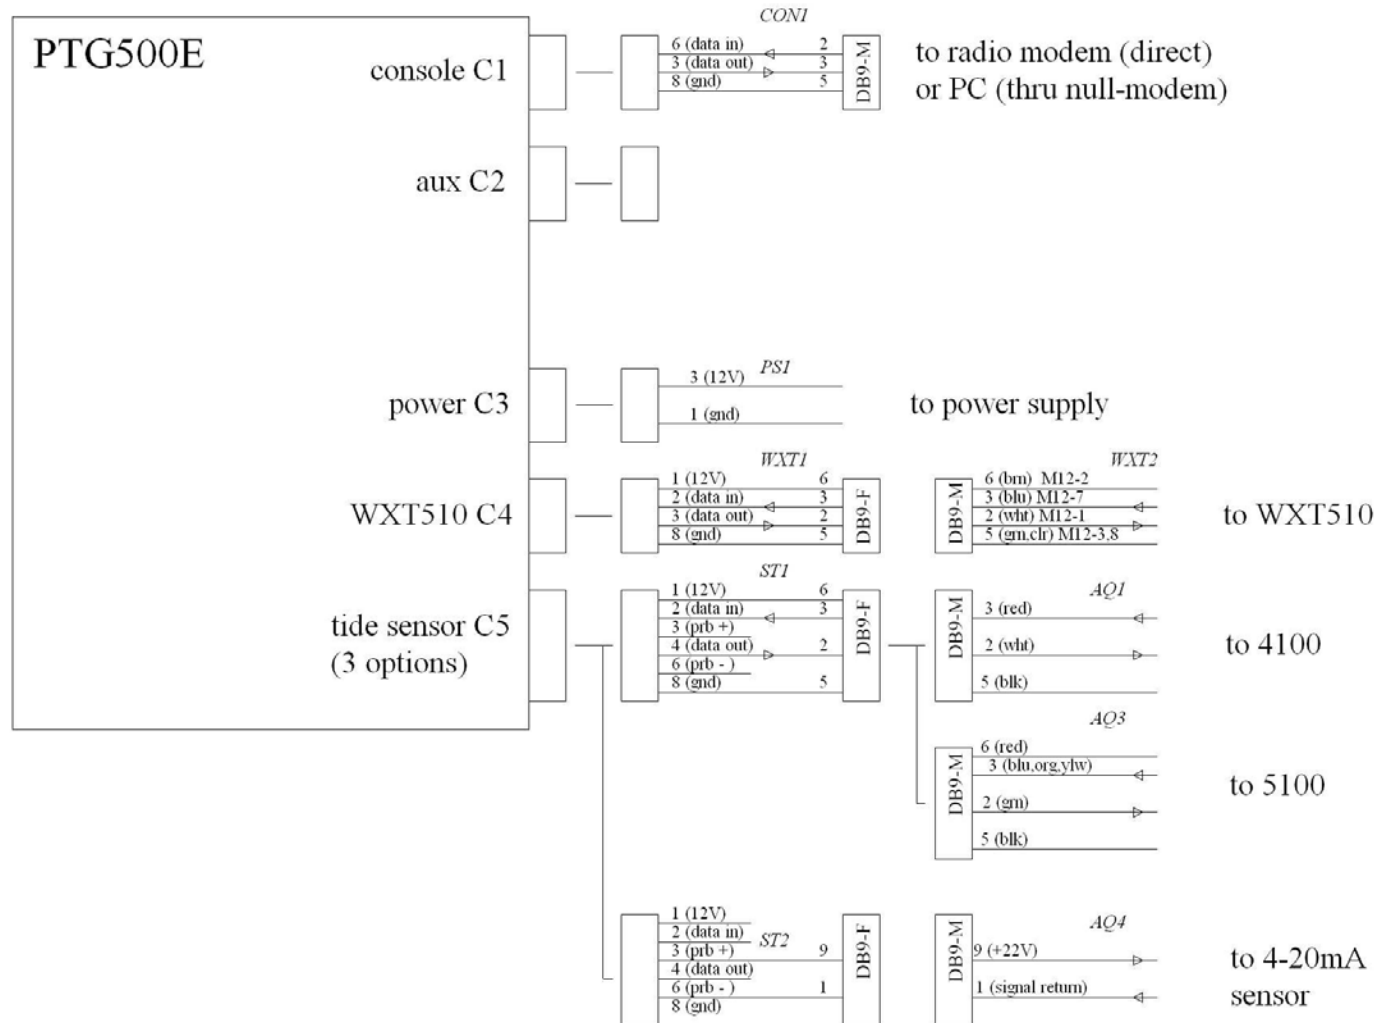 PTG500E
console C1
CON1
6 (data in) 2
3 (data out) 3
8 (gnd) 5
DB9-M
to radio modem (direct)
or PC (thru null-modem)
aux C2
power C3
PS1
3 (12V)
1 (gnd)
to power supply
WXT510 C4
WXT1
1 (12V) 6
2 (data in) 3
3 (data out) 2
8 (gnd) 5
DB9-F
WXT2
DB9-M
6 (brn) M12-2
3 (blu) M12-7
2 (wht) M12-1
5 (grn,clr) M12-3,8
to WXT510
tide sensor C5
(3 options)
ST1
1 (12V) 6
2 (data in) 3
3 (prb +)
4 (data out) 2
6 (prb - )
8 (gnd) 5
DB9-F
AQ1
DB9-M
3 (red)
2 (wht)
5 (blk)
to 4100
AQ3
DB9-M
6 (red)
3 (blu,org,ylw)
2 (grn)
5 (blk)
to 5100
1 (12V)
2 (data in)
ST2
3 (prb +) 9
4 (data out)
6 (prb - ) 1
8 (gnd)
DB9-F
AQ4
DB9-M
9 (+22V)
1 (signal return)
to 4-20mA
sensor